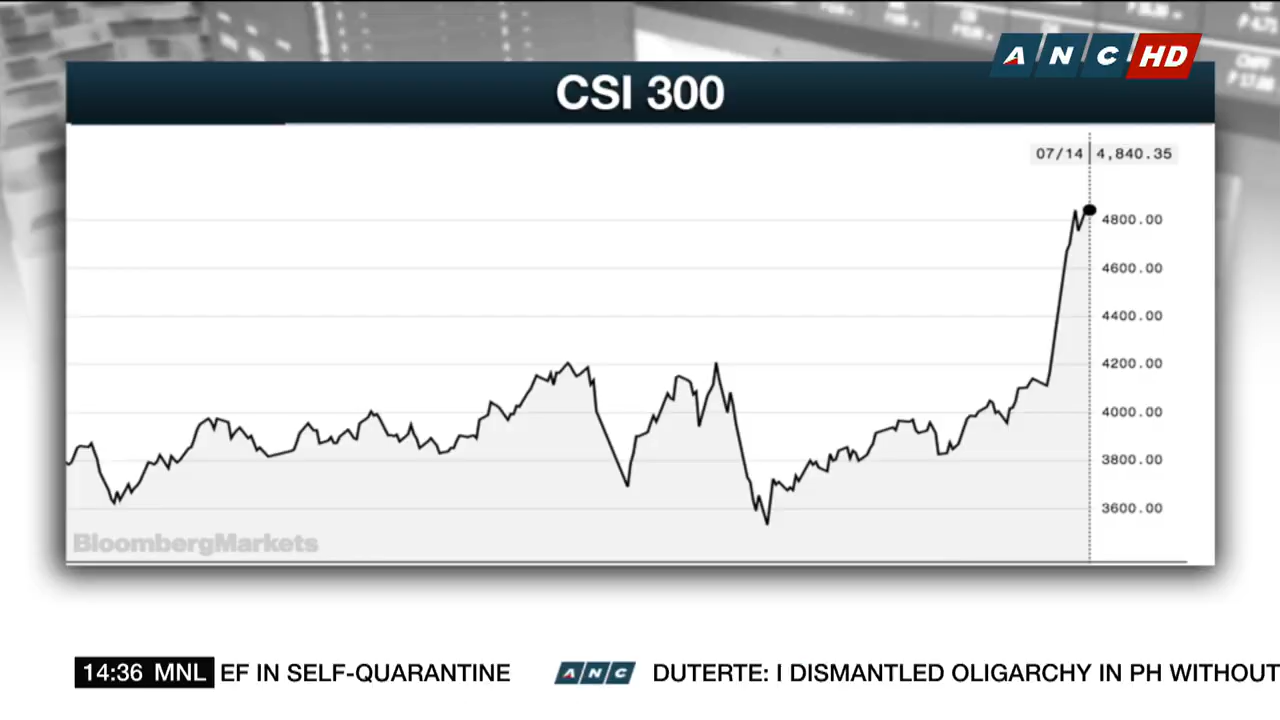 ANC HD
CSI 300
07/14 4,840.35
4800.00
4600.00
4400.00
4200.00
4000.00
3800.00
3600.00
BloombergMarkets
14:36 MNL EF IN SELF-QUARANTINE ANC DUTERTE: I DISMANTLED OLIGARCHY IN PH WITHOUT